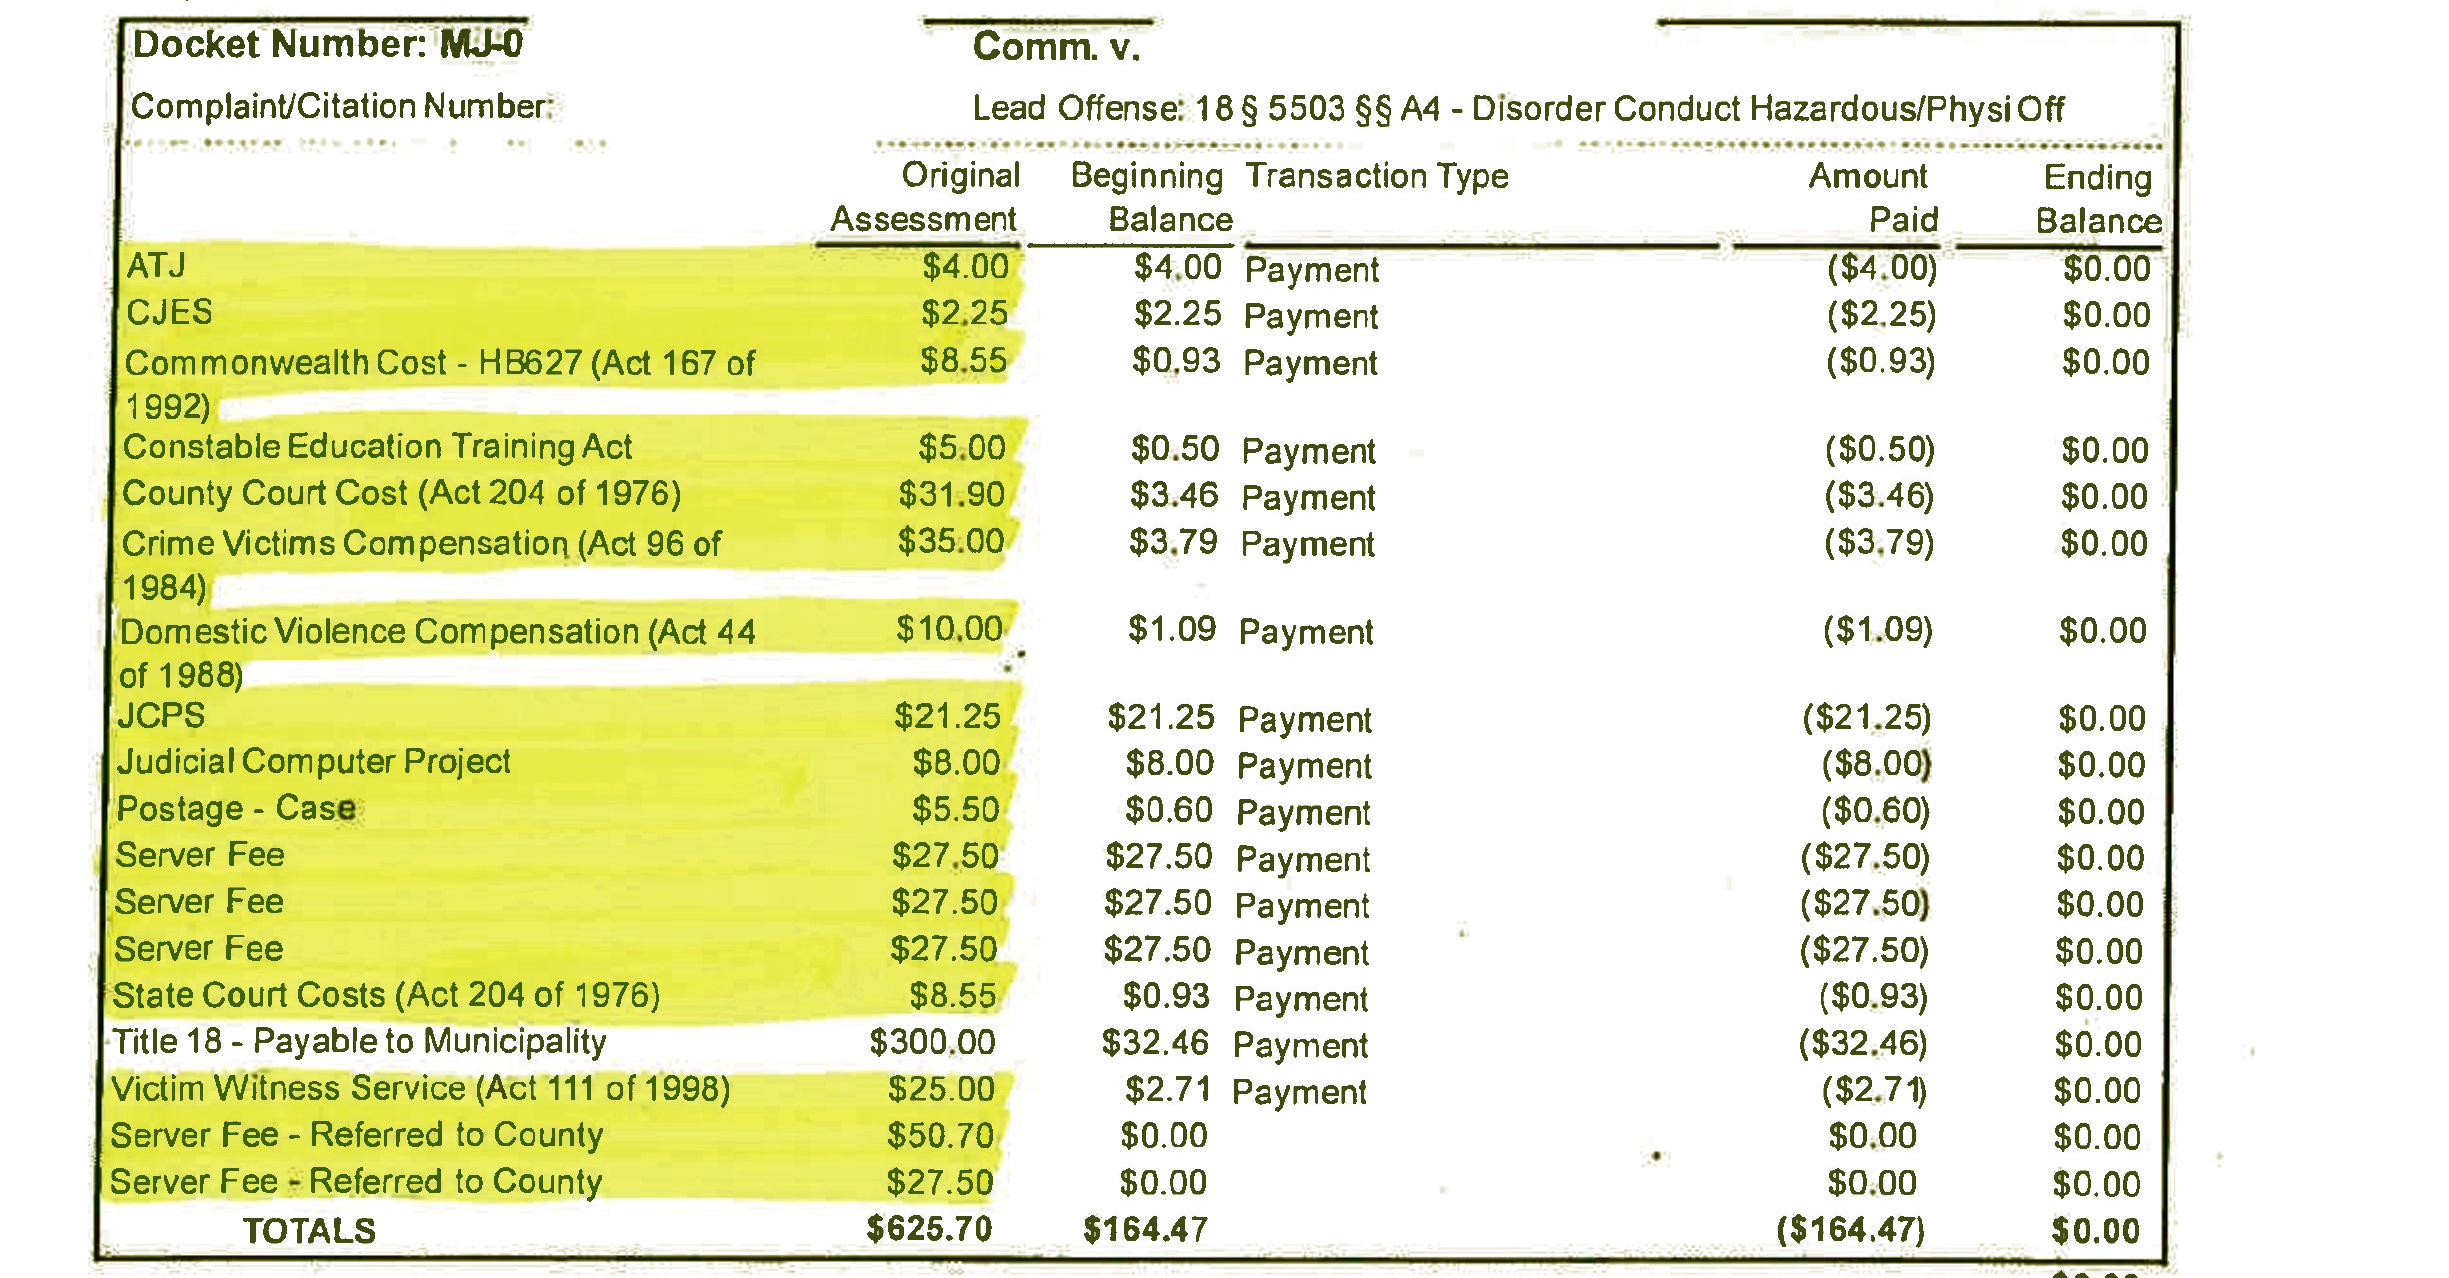 Docket Number: MJ-0 Comm. v.
Complaint/Citation Number: Lead Offense: 18 § 5503 §§ A4 - Disorder Conduct Hazardous/Physi Off
Original Beginning Transaction Type Amount Ending
Assessment Balance Paid Balance
ATJ $4.00 $4.00 Payment ($4.00) $0.00
CJES $2.25 $2.25 Payment ($2.25) $0.00
Commonwealth Cost - HB627 (Act 167 of $8.55 $0.93 Payment ($0.93) $0.00
1992)
Constable Education Training Act $5.00 $0.50 Payment ($0.50) $0.00
County Court Cost (Act 204 of 1976) $31.90 $3.46 Payment ($3.46) $0.00
Crime Victims Compensation (Act 96 of $35.00 $3.79 Payment ($3.79) $0.00
1984)
Domestic Violence Compensation (Act 44 $10.00 $1.09 Payment ($1.09) $0.00
of 1988)
JCPS $21.25 $21.25 Payment ($21.25) $0.00
Judicial Computer Project $8.00 $8.00 Payment ($8.00) $0.00
Postage - Case $5.50 $0.60 Payment ($0.60) $0.00
Server Fee $27.50 $27.50 Payment ($27.50) $0.00
Server Fee $27.50 $27.50 Payment ($27.50) $0.00
Server Fee $27.50 $27.50 Payment ($27.50) $0.00
State Court Costs (Act 204 of 1976) $8.55 $0.93 Payment ($0.93) $0.00
Title 18 - Payable to Municipality $300.00 $32.46 Payment ($32.46) $0.00
Victim Witness Service (Act 111 of 1998) $25.00 $2.71 Payment ($2.71) $0.00
Server Fee - Referred to County $50.70 $0.00 $0.00 $0.00
Server Fee - Referred to County $27.50 $0.00 $0.00 $0.00
TOTALS $625.70 $164.47 ($164.47) $0.00